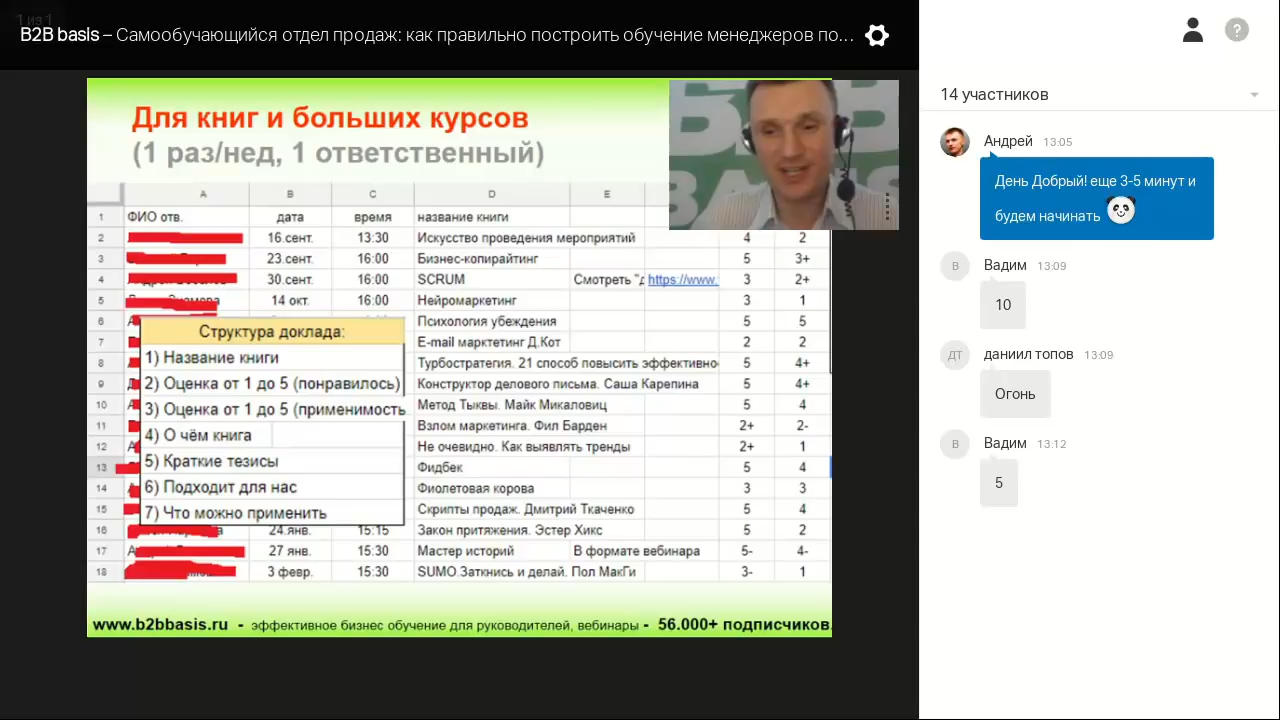 1 из 1
B2B basis – Самообучающийся отдел продаж: как правильно построить обучение менеджеров по...
Для книг и больших курсов
(1 раз/нед, 1 ответственный)
A B C D E
1 ФИО отв. дата время название книги
2 16.сент. 13:30 Искусство проведения мероприятий 4 2
3 23.сент. 16:00 Бизнес-копирайтинг 5 3+
4 30.сент. 16:00 SCRUM Смотреть "д https://www. 3 2+
5 14 окт. 16:00 Нейромаркетинг 3 1
6 Психология убеждения 5 5
7 E-mail марктетинг Д.Кот 2 2
8 Турбостратегия. 21 способ повысить эффективно 5 4+
9 Конструктор делового письма. Саша Карепина 5 4+
10 Метод Тыквы. Майк Микаловиц 5 4
11 Взлом маркетинга. Фил Барден 2+ 2-
12 Не очевидно. Как выявлять тренды 2+ 1
13 Фидбек 5 4
14 Фиолетовая корова 3 3
15 Скрипты продаж. Дмитрий Ткаченко 5 4
16 24.янв. 15:15 Закон притяжения. Эстер Хикс 5 2
17 27 янв. 15:30 Мастер историй В формате вебинара 5- 4-
18 3 февр. 15:30 SUMO.Заткнись и делай. Пол МакГи 3- 1
Структура доклада:
1) Название книги
2) Оценка от 1 до 5 (понравилось)
3) Оценка от 1 до 5 (применимость
4) О чём книга
5) Краткие тезисы
6) Подходит для нас
7) Что можно применить
www.b2bbasis.ru - эффективное бизнес обучение для руководителей, вебинары - 56.000+ подписчиков
14 участников
Андрей 13:05
День Добрый! еще 3-5 минут и
будем начинать
В Вадим 13:09
10
ДТ даниил топов 13:09
Огонь
В Вадим 13:12
5